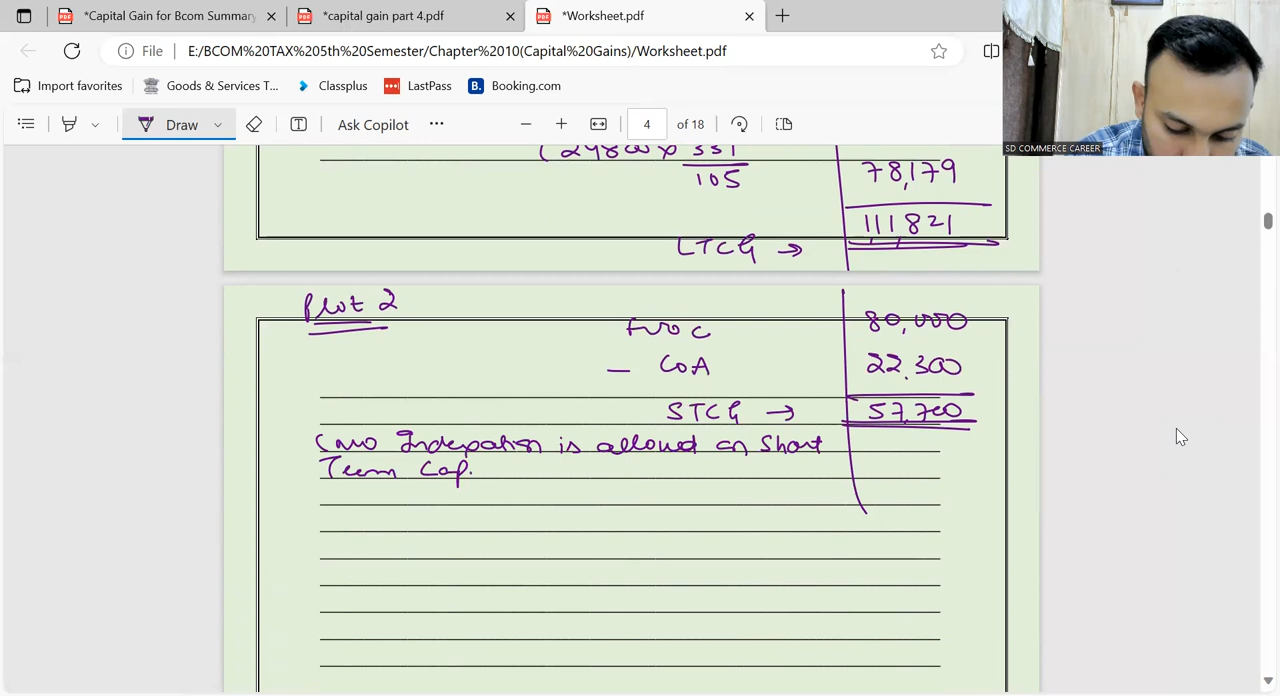 *Capital Gain for Bcom Summary
*capital gain part 4.pdf
*Worksheet.pdf
File E:/BCOM%20TAX%205th%20Semester/Chapter%2010(Capital%20Gains)/Worksheet.pdf
Import favorites
Goods & Services T...
Classplus
LastPass
B. Booking.com
Draw
Ask Copilot
4 of 18
SD COMMERCE CAREER
(24800 x 331
105
78,179
111821
LTCG →
Plot 2
FVOC 80,000
— COA 22,300
STCG → 57,700
(No Indexation is allowed on Short
Term Cap.